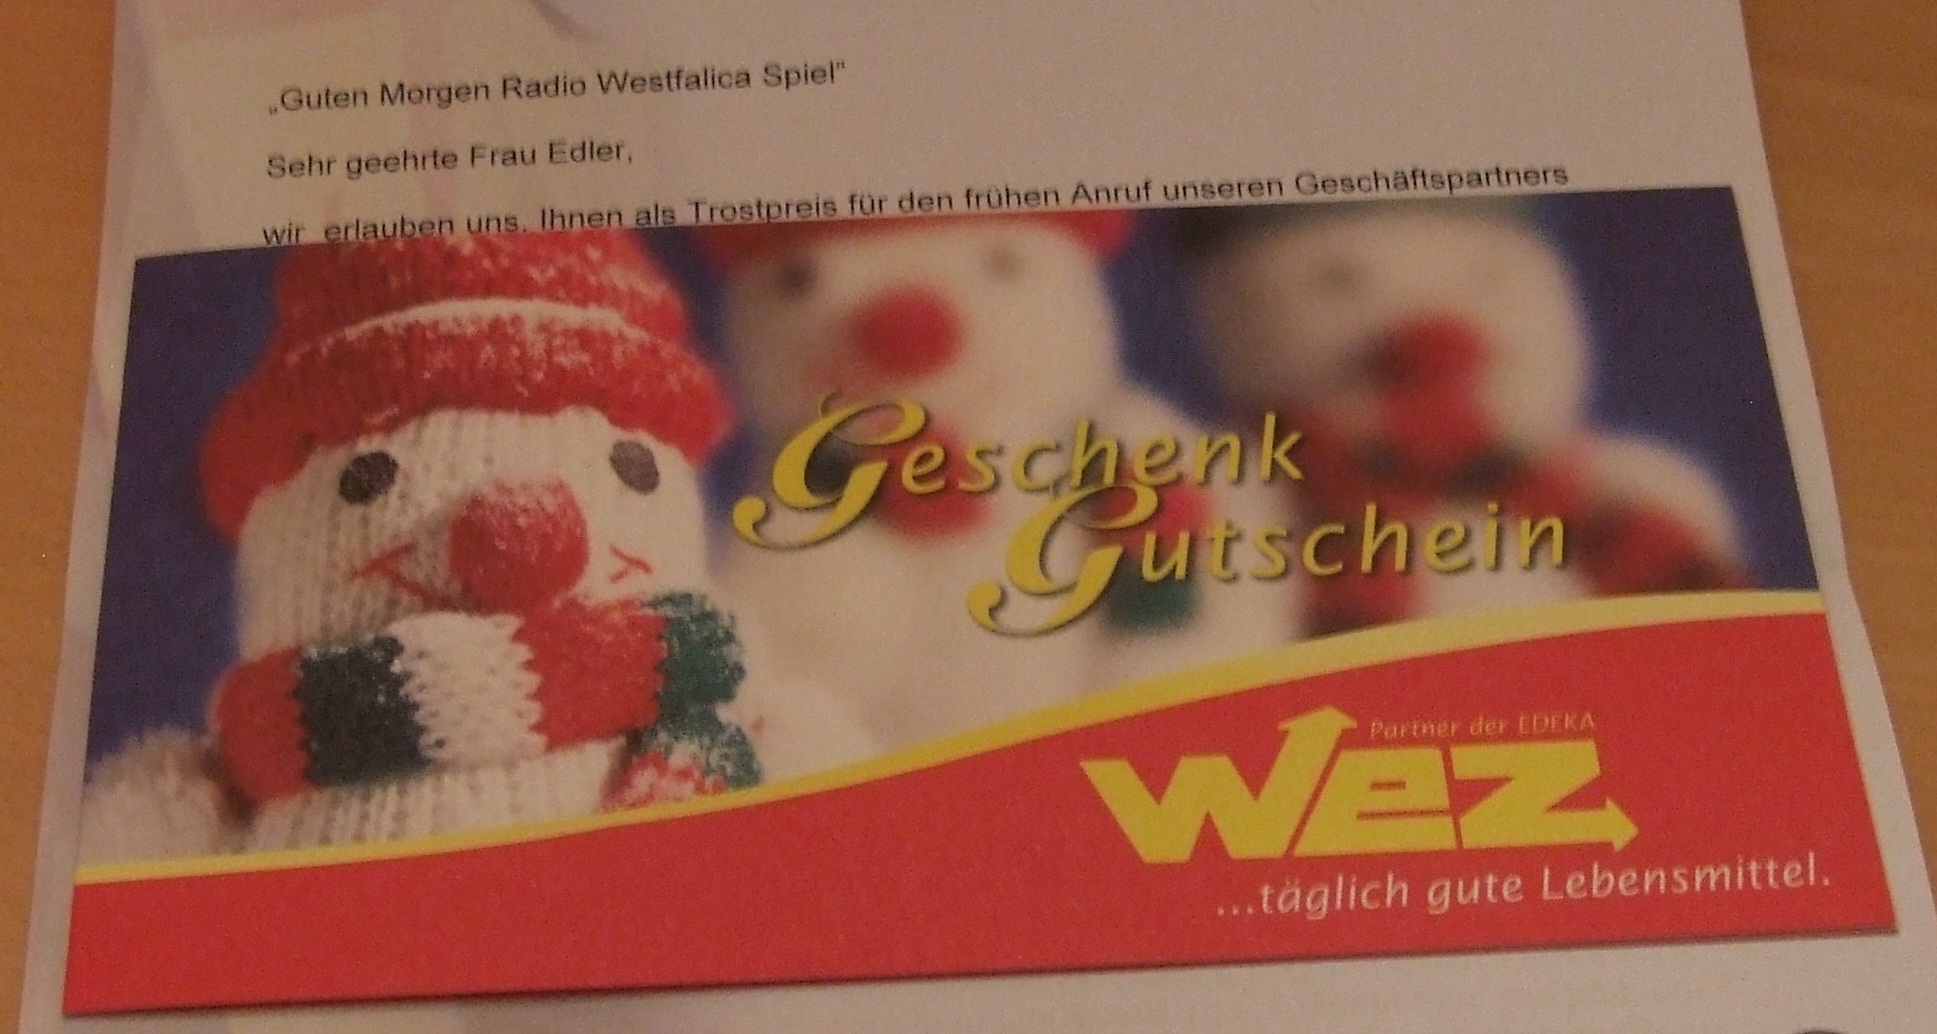 „Guten Morgen Radio Westfalica Spiel"
Sehr geehrte Frau Edler,
wir erlauben uns, Ihnen als Trostpreis für den frühen Anruf unseren Geschäftspartners
Geschenk
Gutschein
Partner der EDEKA
wez
...täglich gute Lebensmittel.